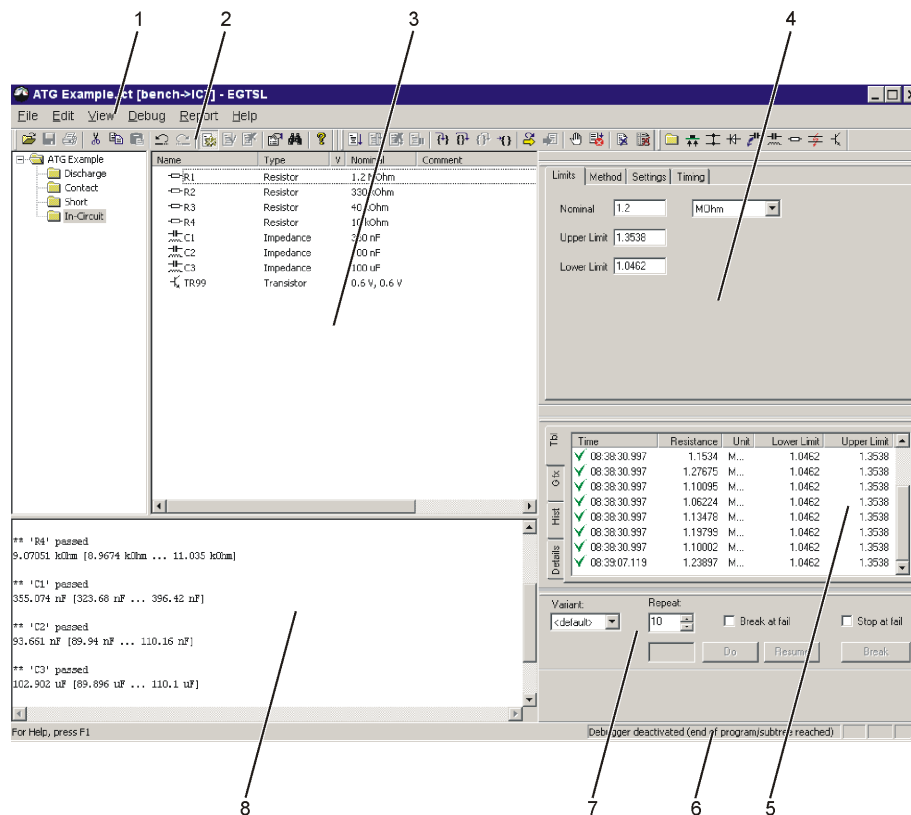 1 2 3 4
ATG Example.ict [bench->ICT] - EGTSL
File Edit View Debug Report Help
ATG Example
Discharge
Contact
Short
In-Circuit
Name Type V Nominal Comment
R1 Resistor 1.2 MOhm
R2 Resistor 330 kOhm
R3 Resistor 40 kOhm
R4 Resistor 10 kOhm
C1 Impedance nF
C2 Impedance 100 nF
C3 Impedance 100 uF
TR99 Transistor 0.6 V, 0.6 V
Limits Method Settings Timing
Nominal 1.2 MOhm
Upper Limit 1.3538
Lower Limit 1.0462
Tbl
Gfx
Hist
Details
Time Resistance Unit Lower Limit Upper Limit
08:38:30.997 1.1534 M... 1.0462 1.3538
08:38:30.997 1.27675 M... 1.0462 1.3538
08:38:30.997 1.10095 M... 1.0462 1.3538
08:38:30.997 1.06224 M... 1.0462 1.3538
08:38:30.997 1.13478 M... 1.0462 1.3538
08:38:30.997 1.19799 M... 1.0462 1.3538
08:38:30.997 1.10002 M... 1.0462 1.3538
08:39:07.119 1.23897 M... 1.0462 1.3538
** 'R4' passed
9.07051 kOhm [8.9674 kOhm ... 11.035 kOhm]
** 'C1' passed
355.074 nF [323.68 nF ... 396.42 nF]
** 'C2' passed
93.661 nF [89.94 nF ... 110.16 nF]
** 'C3' passed
102.902 uF [89.896 uF ... 110.1 uF]
Variant: Repeat:
<default> 10 Break at fail Stop at fail
Do Resume Break
For Help, press F1
Debugger deactivated (end of program/subtree reached)
8 7 6 5